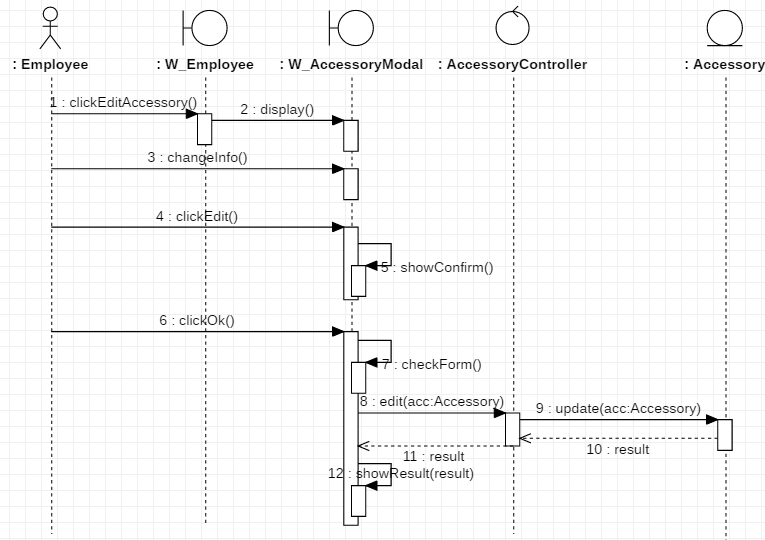 : Employee
: W_Employee
: W_AccessoryModal
: AccessoryController
: Accessory
1 : clickEditAccessory()
2 : display()
3 : changeInfo()
4 : clickEdit()
5 : showConfirm()
6 : clickOk()
7 : checkForm()
8 : edit(acc:Accessory)
9 : update(acc:Accessory)
10 : result
11 : result
12 : showResult(result)